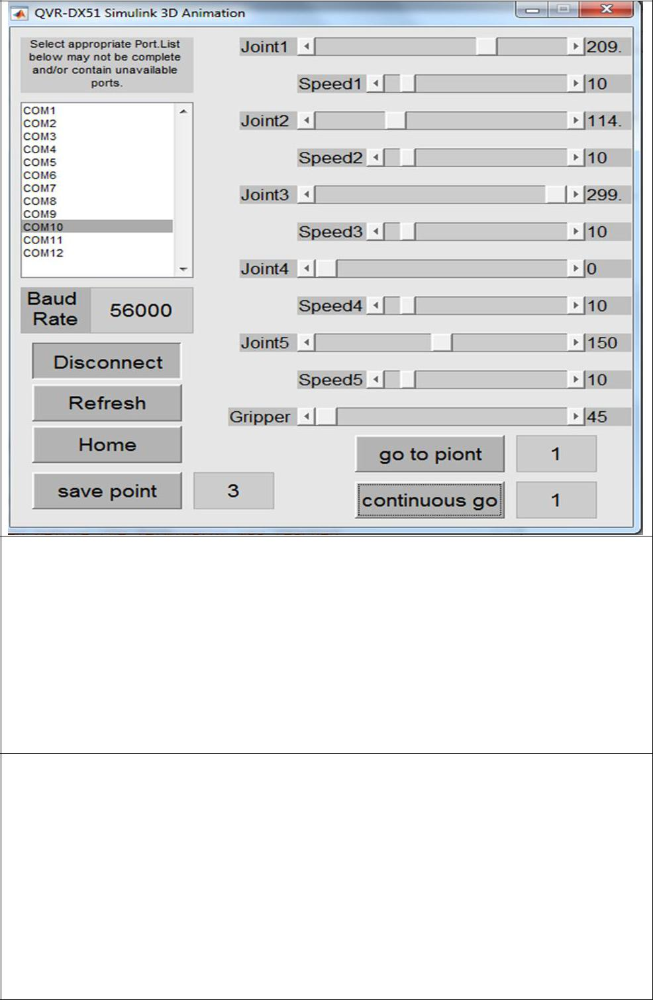 QVR-DX51 Simulink 3D Animation
Select appropriate Port.List
below may not be complete
and/or contain unavailable
ports.
COM1
COM2
COM3
COM4
COM5
COM6
COM7
COM8
COM9
COM10
COM11
COM12
Baud
Rate
56000
Disconnect
Refresh
Home
save point
3
Joint1
209.
Speed1
10
Joint2
114.
Speed2
10
Joint3
299.
Speed3
10
Joint4
0
Speed4
10
Joint5
150
Speed5
10
Gripper
45
go to piont
1
continuous go
1